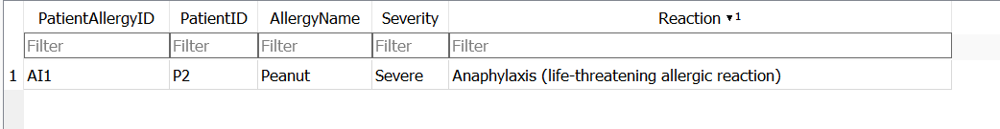 PatientAllergyID PatientID AllergyName Severity Reaction ▼1
Filter Filter Filter Filter Filter
1 AI1 P2 Peanut Severe Anaphylaxis (life-threatening allergic reaction)